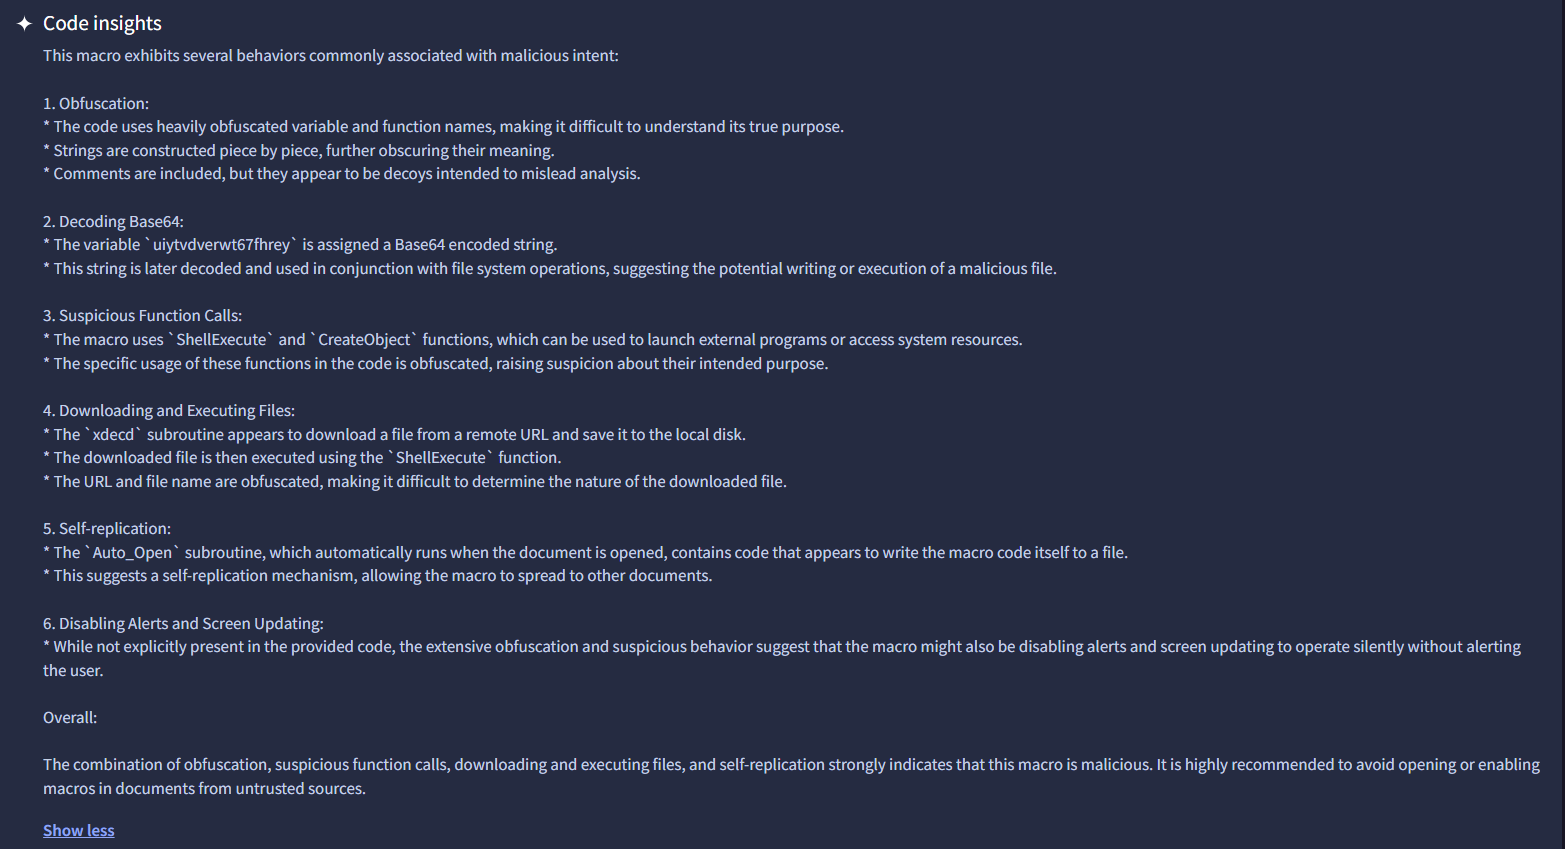 Code insights
This macro exhibits several behaviors commonly associated with malicious intent:
1. Obfuscation:
* The code uses heavily obfuscated variable and function names, making it difficult to understand its true purpose.
* Strings are constructed piece by piece, further obscuring their meaning.
* Comments are included, but they appear to be decoys intended to mislead analysis.
2. Decoding Base64:
* The variable `uiytvdverwt67fhrey` is assigned a Base64 encoded string.
* This string is later decoded and used in conjunction with file system operations, suggesting the potential writing or execution of a malicious file.
3. Suspicious Function Calls:
* The macro uses `ShellExecute` and `CreateObject` functions, which can be used to launch external programs or access system resources.
* The specific usage of these functions in the code is obfuscated, raising suspicion about their intended purpose.
4. Downloading and Executing Files:
* The `xdecd` subroutine appears to download a file from a remote URL and save it to the local disk.
* The downloaded file is then executed using the `ShellExecute` function.
* The URL and file name are obfuscated, making it difficult to determine the nature of the downloaded file.
5. Self-replication:
* The `Auto_Open` subroutine, which automatically runs when the document is opened, contains code that appears to write the macro code itself to a file.
* This suggests a self-replication mechanism, allowing the macro to spread to other documents.
6. Disabling Alerts and Screen Updating:
* While not explicitly present in the provided code, the extensive obfuscation and suspicious behavior suggest that the macro might also be disabling alerts and screen updating to operate silently without alerting
the user.
Overall:
The combination of obfuscation, suspicious function calls, downloading and executing files, and self-replication strongly indicates that this macro is malicious. It is highly recommended to avoid opening or enabling
macros in documents from untrusted sources.
Show less